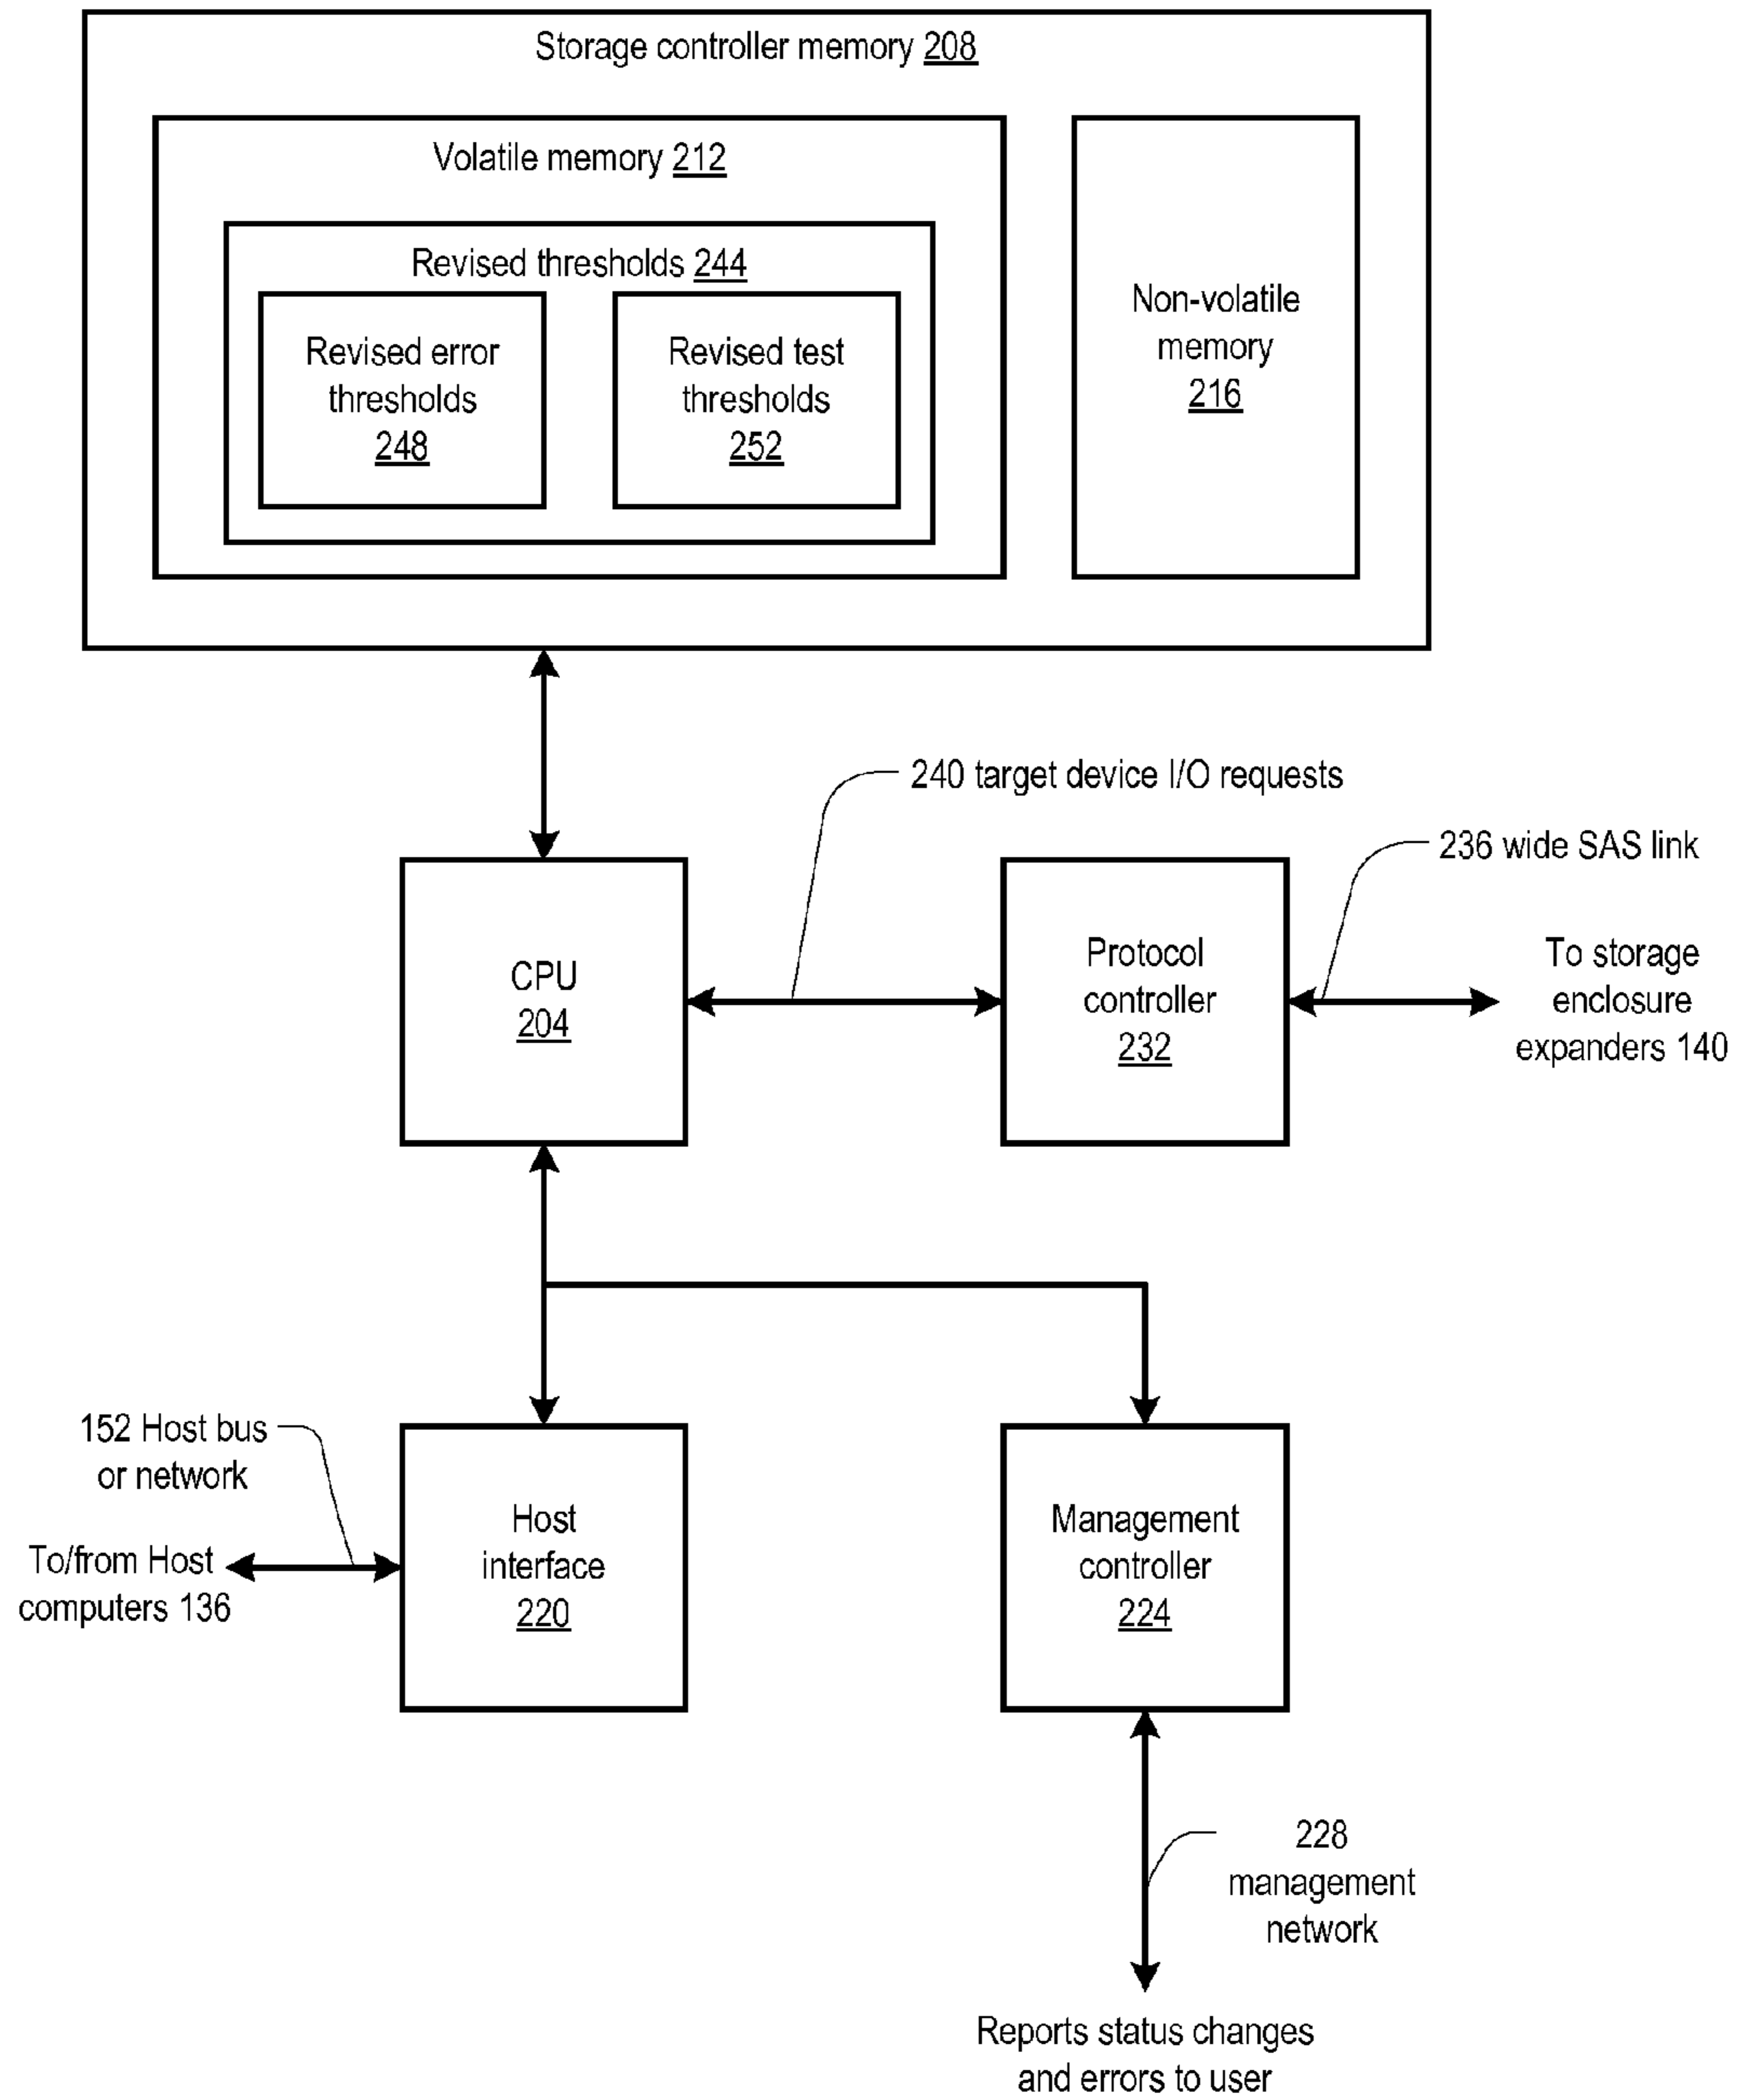 Storage controller memory 208
Volatile memory 212
Revised thresholds 244
Revised error
thresholds
248
Revised test
thresholds
252
Non-volatile
memory
216
240 target device I/O requests
236 wide SAS link
CPU
204
Protocol
controller
232
To storage
enclosure
expanders 140
152 Host bus
or network
To/from Host
computers 136
Host
interface
220
Management
controller
224
228
management
network
Reports status changes
and errors to user